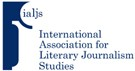 ialjs
International
Association for
Literary Journalism
Studies